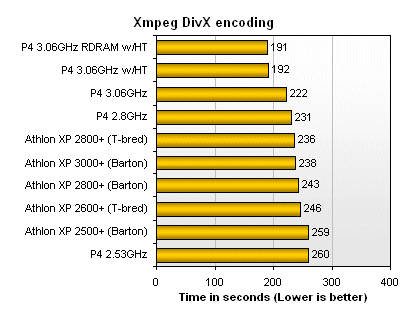 Xmpeg DivX encoding
P4 3.06GHz RDRAM w/HT 191
P4 3.06GHz w/HT 192
P4 3.06GHz 222
P4 2.8GHz 231
Athlon XP 2800+ (T-bred) 236
Athlon XP 3000+ (Barton) 238
Athlon XP 2800+ (Barton) 243
Athlon XP 2600+ (T-bred) 246
Athlon XP 2500+ (Barton) 259
P4 2.53GHz 260
0 100 200 300 400
Time in seconds (Lower is better)